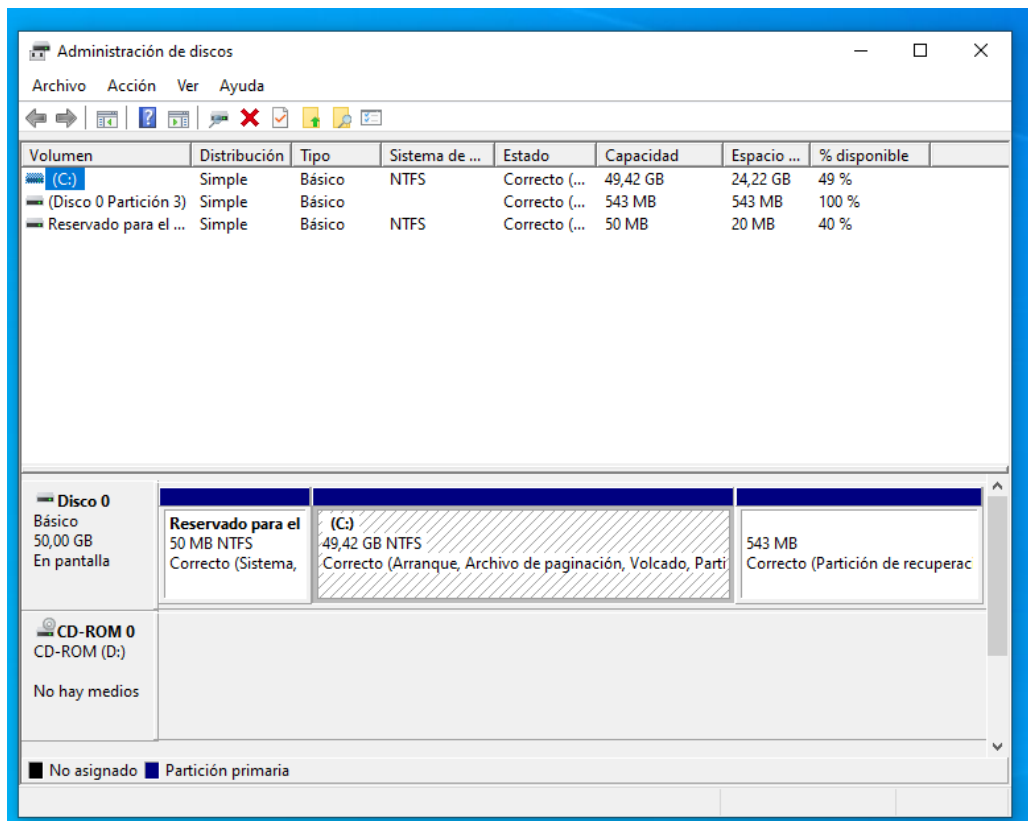 Administración de discos
Archivo Acción Ver Ayuda
Volumen Distribución Tipo Sistema de ... Estado Capacidad Espacio ... % disponible
(C:) Simple Básico NTFS Correcto (... 49,42 GB 24,22 GB 49 %
(Disco 0 Partición 3) Simple Básico Correcto (... 543 MB 543 MB 100 %
Reservado para el ... Simple Básico NTFS Correcto (... 50 MB 20 MB 40 %
Disco 0
Básico
50,00 GB
En pantalla
Reservado para el
50 MB NTFS
Correcto (Sistema,
(C:)
49,42 GB NTFS
Correcto (Arranque, Archivo de paginación, Volcado, Parti
543 MB
Correcto (Partición de recuperac
CD-ROM 0
CD-ROM (D:)
No hay medios
No asignado Partición primaria